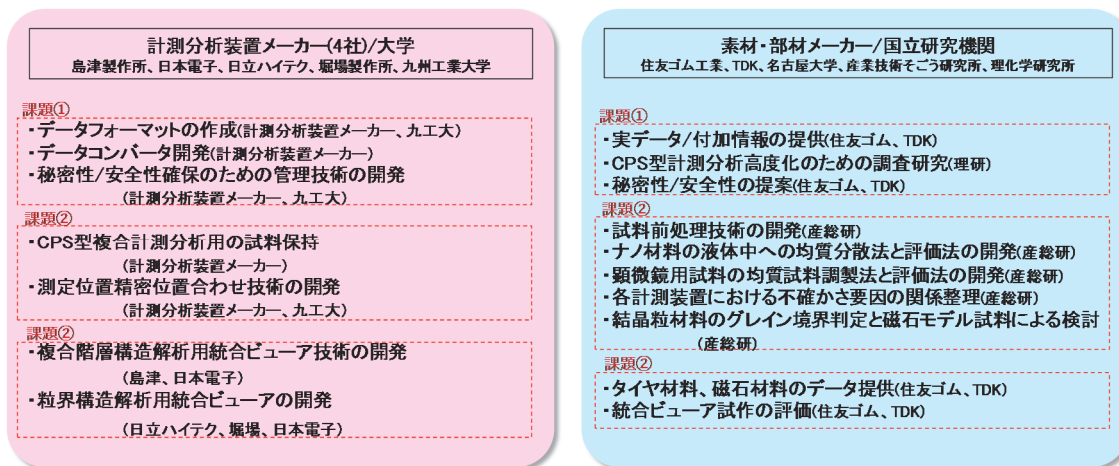 計測分析装置メーカー(4社)/大学
島津製作所、日本電子、日立ハイテク、堀場製作所、九州工業大学
課題①
・データフォーマットの作成(計測分析装置メーカー、九工大)
・データコンバータ開発(計測分析装置メーカー)
・秘密性/安全性確保のための管理技術の開発
(計測分析装置メーカー、九工大)
課題②
・CPS型複合計測分析用の試料保持
(計測分析装置メーカー)
・測定位置精密位置合わせ技術の開発
(計測分析装置メーカー、九工大)
課題②
・複合階層構造解析用統合ビューア技術の開発
(島津、日本電子)
・粒界構造解析用統合ビューアの開発
(日立ハイテク、堀場、日本電子)
素材・部材メーカー/国立研究機関
住友ゴム工業、TDK、名古屋大学、産業技術そごう研究所、理化学研究所
課題①
・実データ/付加情報の提供(住友ゴム、TDK)
・CPS型計測分析高度化のための調査研究(理研)
・秘密性/安全性の提案(住友ゴム、TDK)
課題②
・試料前処理技術の開発(産総研)
・ナノ材料の液体中への均質分散法と評価法の開発(産総研)
・顕微鏡用試料の均質試料調製法と評価法の開発(産総研)
・各計測装置における不確かさ要因の関係整理(産総研)
・結晶粒材料のグレイン境界判定と磁石モデル試料による検討
(産総研)
課題②
・タイヤ材料、磁石材料のデータ提供(住友ゴム、TDK)
・統合ビューア試作の評価(住友ゴム、TDK)